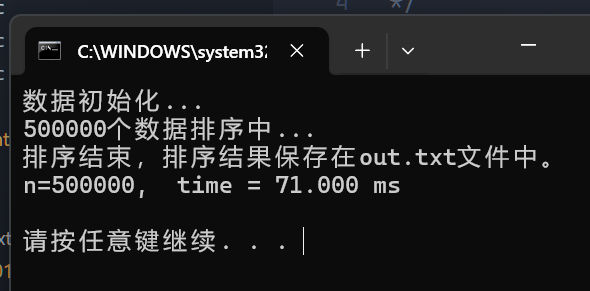 4 */
C:\WINDOWS\system32
数据初始化...
500000个数据排序中...
排序结束，排序结果保存在out.txt文件中。
n=500000,  time = 71.000 ms
请按任意键继续. . .